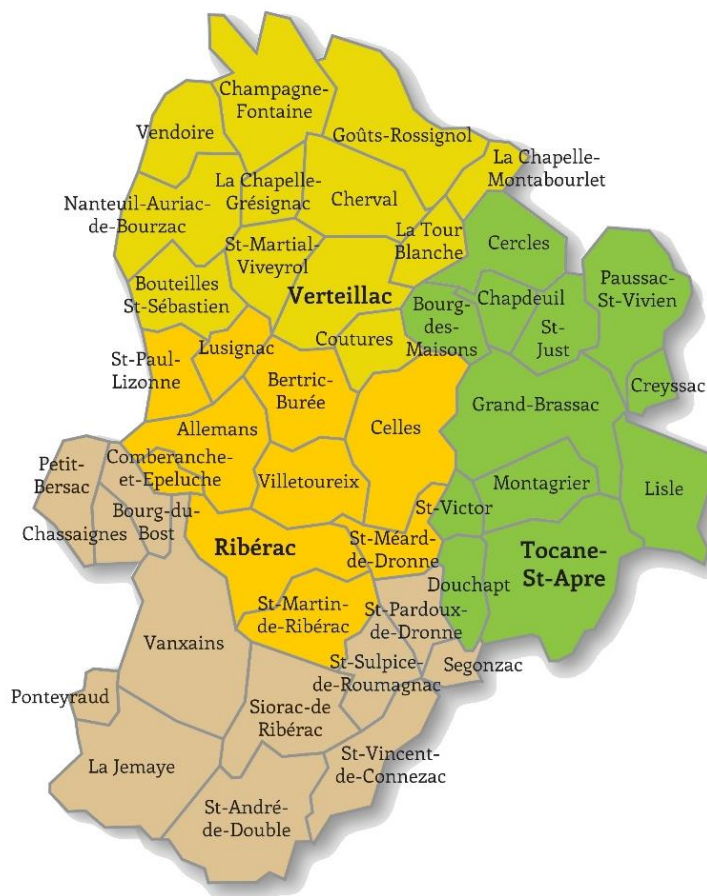 Champagne-
Fontaine
Vendoire
Goûts-Rossignol
La Chapelle-
Montabourlet
La Chapelle-
Grésignac
Cherval
Nanteuil-Auriac-
de-Bourzac
La Tour
Blanche
Cercles
St-Martial-
Viveyrol
Bouteilles
St-Sébastien
Verteillac
Paussac-
St-Vivien
Chapdeuil
Bourg-
des-
Maisons
St-
Just
Coutures
Lusignac
St-Paul-
Lizonne
Bertric-
Burée
Creyssac
Grand-Brassac
Allemans
Celles
Petit-
Bersac
Comberanche-
et-Epeluche
Villetoureix
Montagrier
Lisle
St-Victor
Chassaignes
Bourg-du-
Bost
Ribérac
St-Méard-
de-Dronne
Tocane-
St-Apre
Douchapt
St-Martin-
de-Ribérac
St-Pardoux-
de-Dronne
Vanxains
St-Sulpice-
de-Roumagnac
Segonzac
Ponteyraud
Siorac-de
Ribérac
La Jemaye
St-Vincent-
de-Connezac
St-André-
de-Double